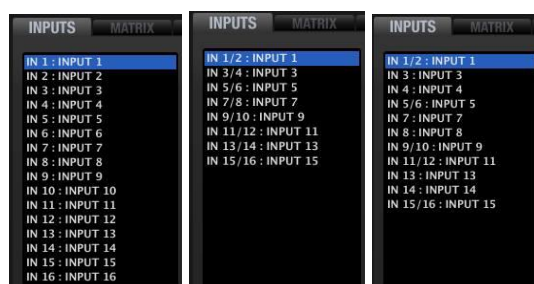 INPUTS MATRIX
IN 1 : INPUT 1
IN 2 : INPUT 2
IN 3 : INPUT 3
IN 4 : INPUT 4
IN 5 : INPUT 5
IN 6 : INPUT 6
IN 7 : INPUT 7
IN 8 : INPUT 8
IN 9 : INPUT 9
IN 10 : INPUT 10
IN 11 : INPUT 11
IN 12 : INPUT 12
IN 13 : INPUT 13
IN 14 : INPUT 14
IN 15 : INPUT 15
IN 16 : INPUT 16
INPUTS MATRIX
IN 1/2 : INPUT 1
IN 3/4 : INPUT 3
IN 5/6 : INPUT 5
IN 7/8 : INPUT 7
IN 9/10 : INPUT 9
IN 11/12 : INPUT 11
IN 13/14 : INPUT 13
IN 15/16 : INPUT 15
INPUTS MATRIX
IN 1/2 : INPUT 1
IN 3 : INPUT 3
IN 4 : INPUT 4
IN 5/6 : INPUT 5
IN 7 : INPUT 7
IN 8 : INPUT 8
IN 9/10 : INPUT 9
IN 11/12 : INPUT 11
IN 13 : INPUT 13
IN 14 : INPUT 14
IN 15/16 : INPUT 15